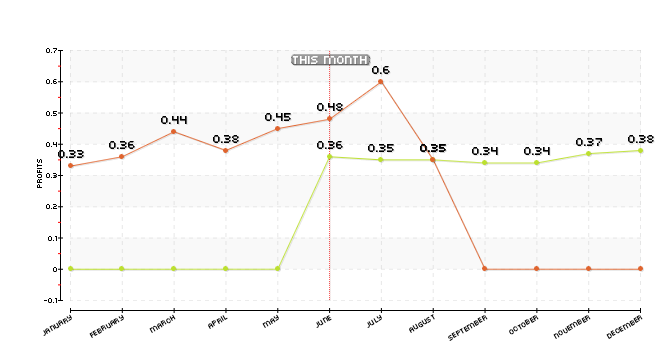 THIS MONTH
0.7
0.6
0.5
0.4
0.3
0.2
0.1
0
-0.1
PROFITS
0.33
0.36
0.44
0.38
0.45
0.48
0.6
0.35
0.36
0.35
0.35
0.34
0.34
0.37
0.38
JANUARY
FEBRUARY
MARCH
APRIL
MAY
JUNE
JULY
AUGUST
SEPTEMBER
OCTOBER
NOVEMBER
DECEMBER